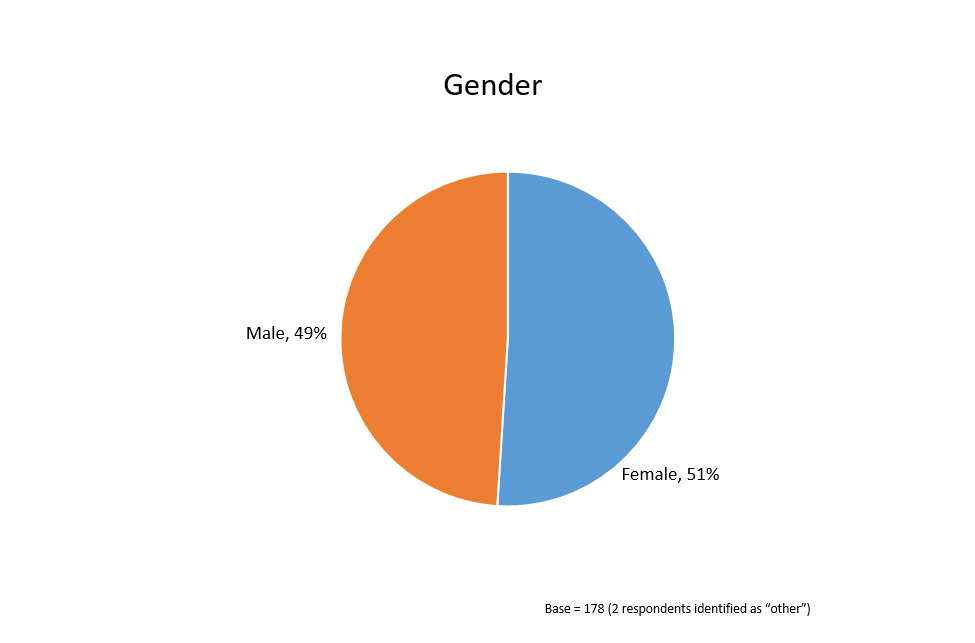 Gender
Male, 49%
Female, 51%
Base = 178 (2 respondents identified as “other”)